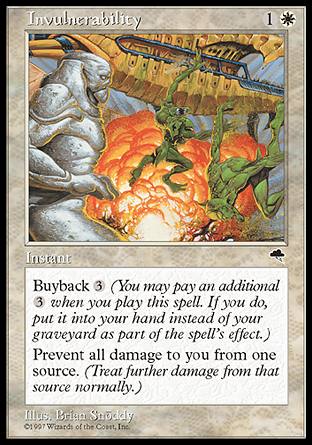 Invulnerability 1
Instant
Buyback 3 (You may pay an additional
3 when you play this spell. If you do,
put it into your hand instead of your
graveyard as part of the spell's effect.)
Prevent all damage to you from one
source. (Treat further damage from that
source normally.)
Illus. Brian Snoddy
©1997 Wizards of the Coast, Inc.